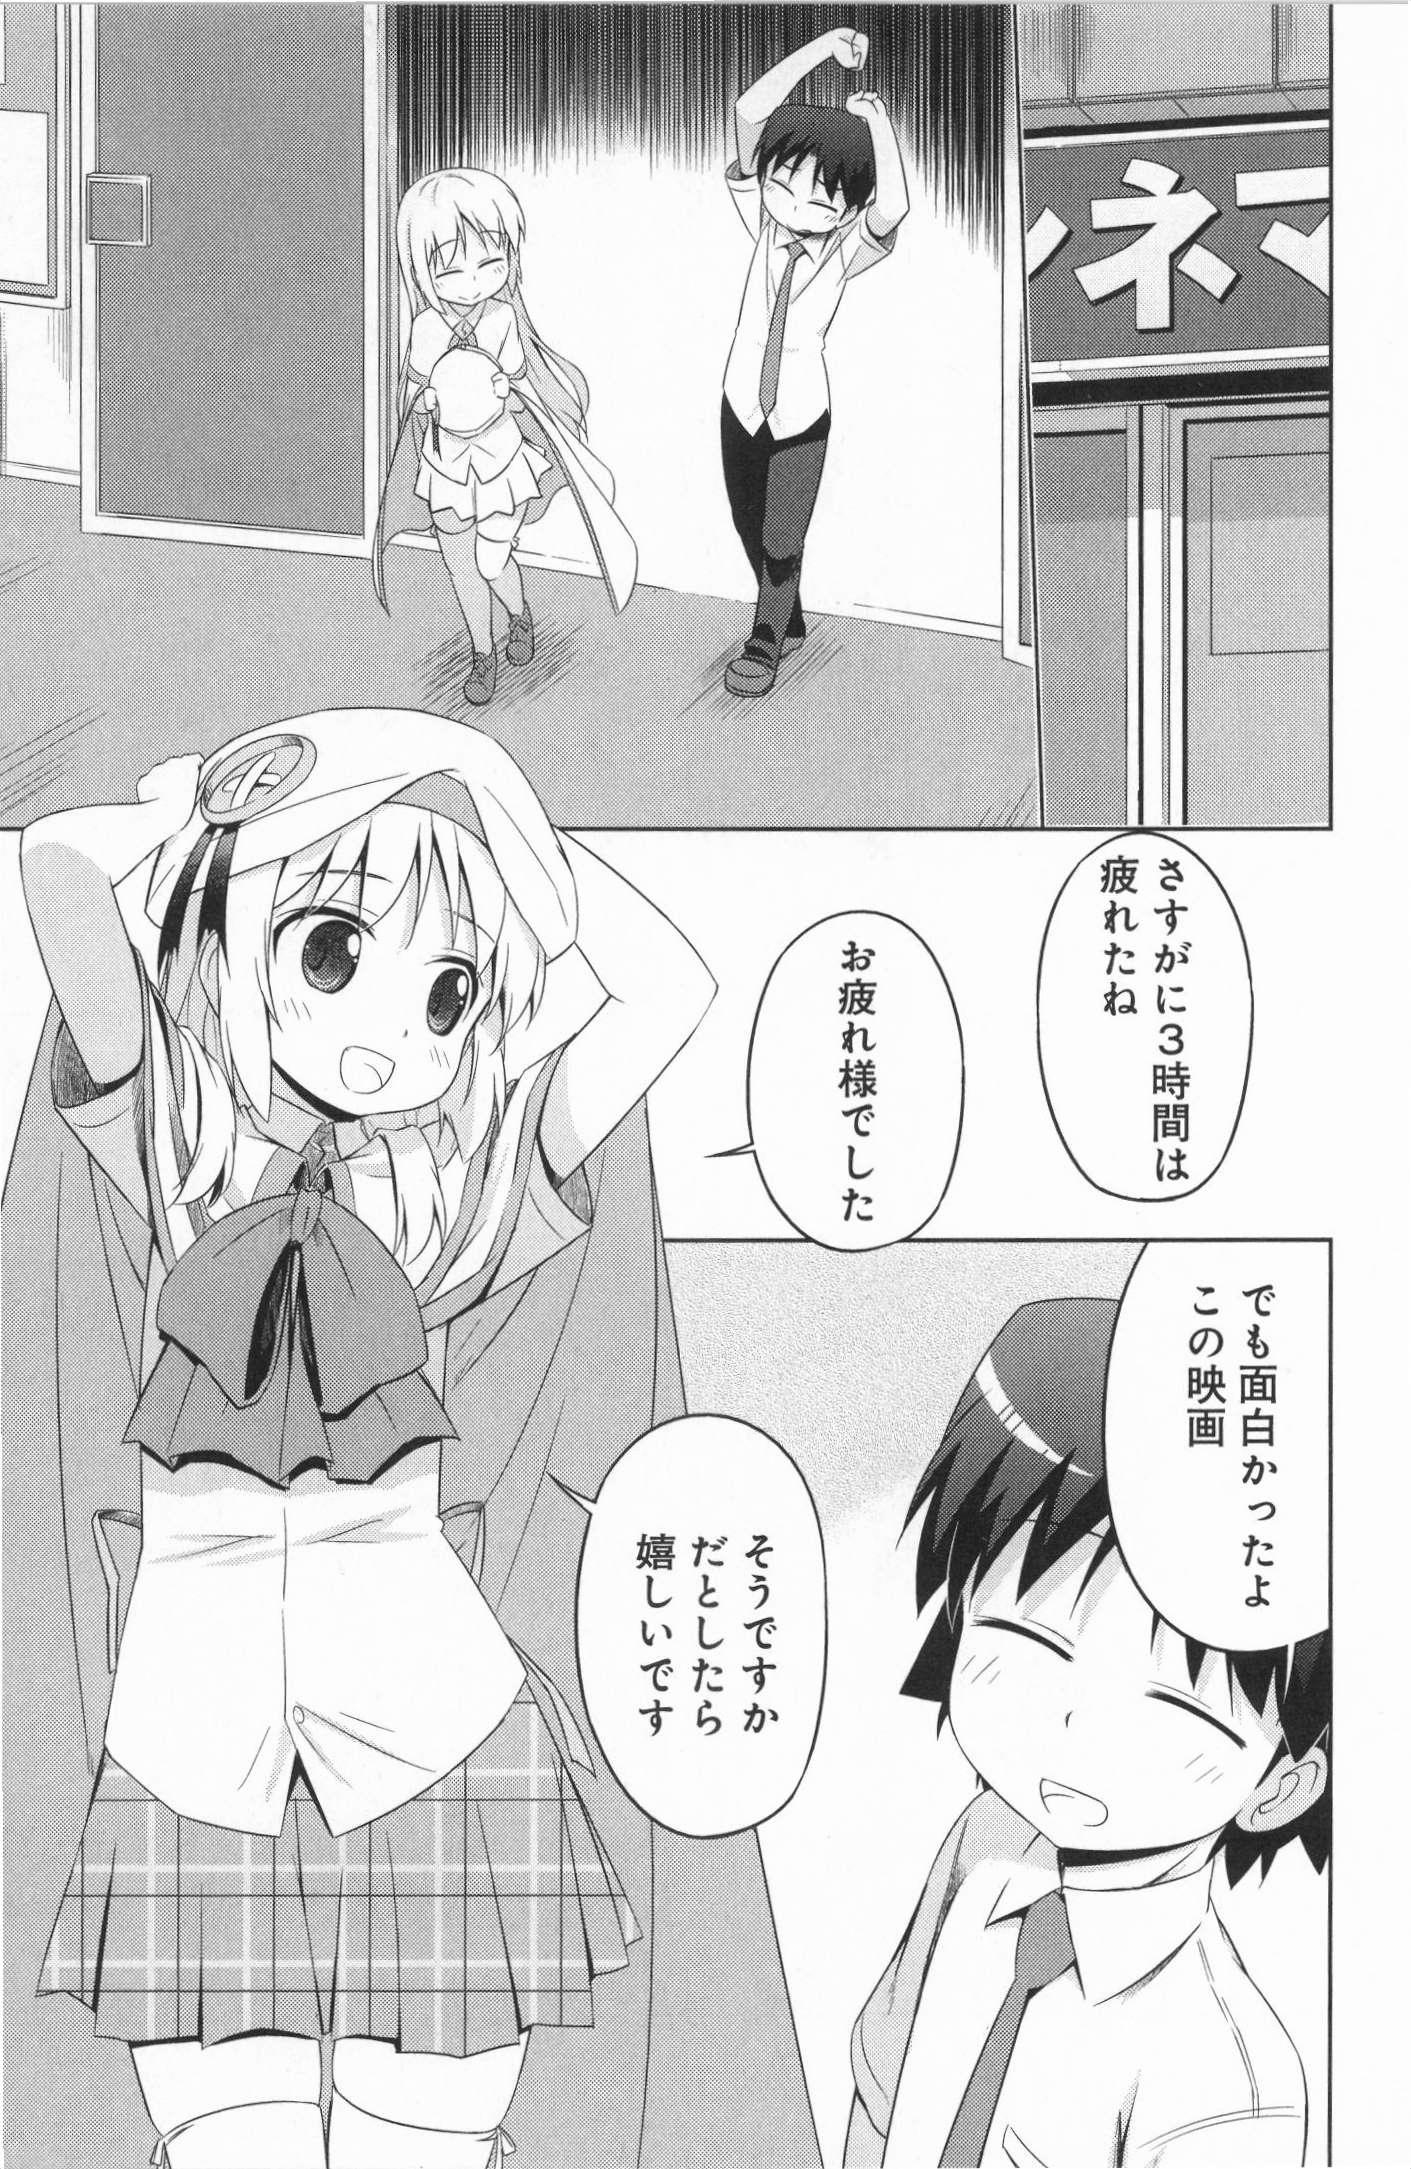 シネマ
さすがに3時間は
疲れたね
お疲れ様でした
でも面白かったよ
この映画
そうですか
だとしたら
嬉しいです